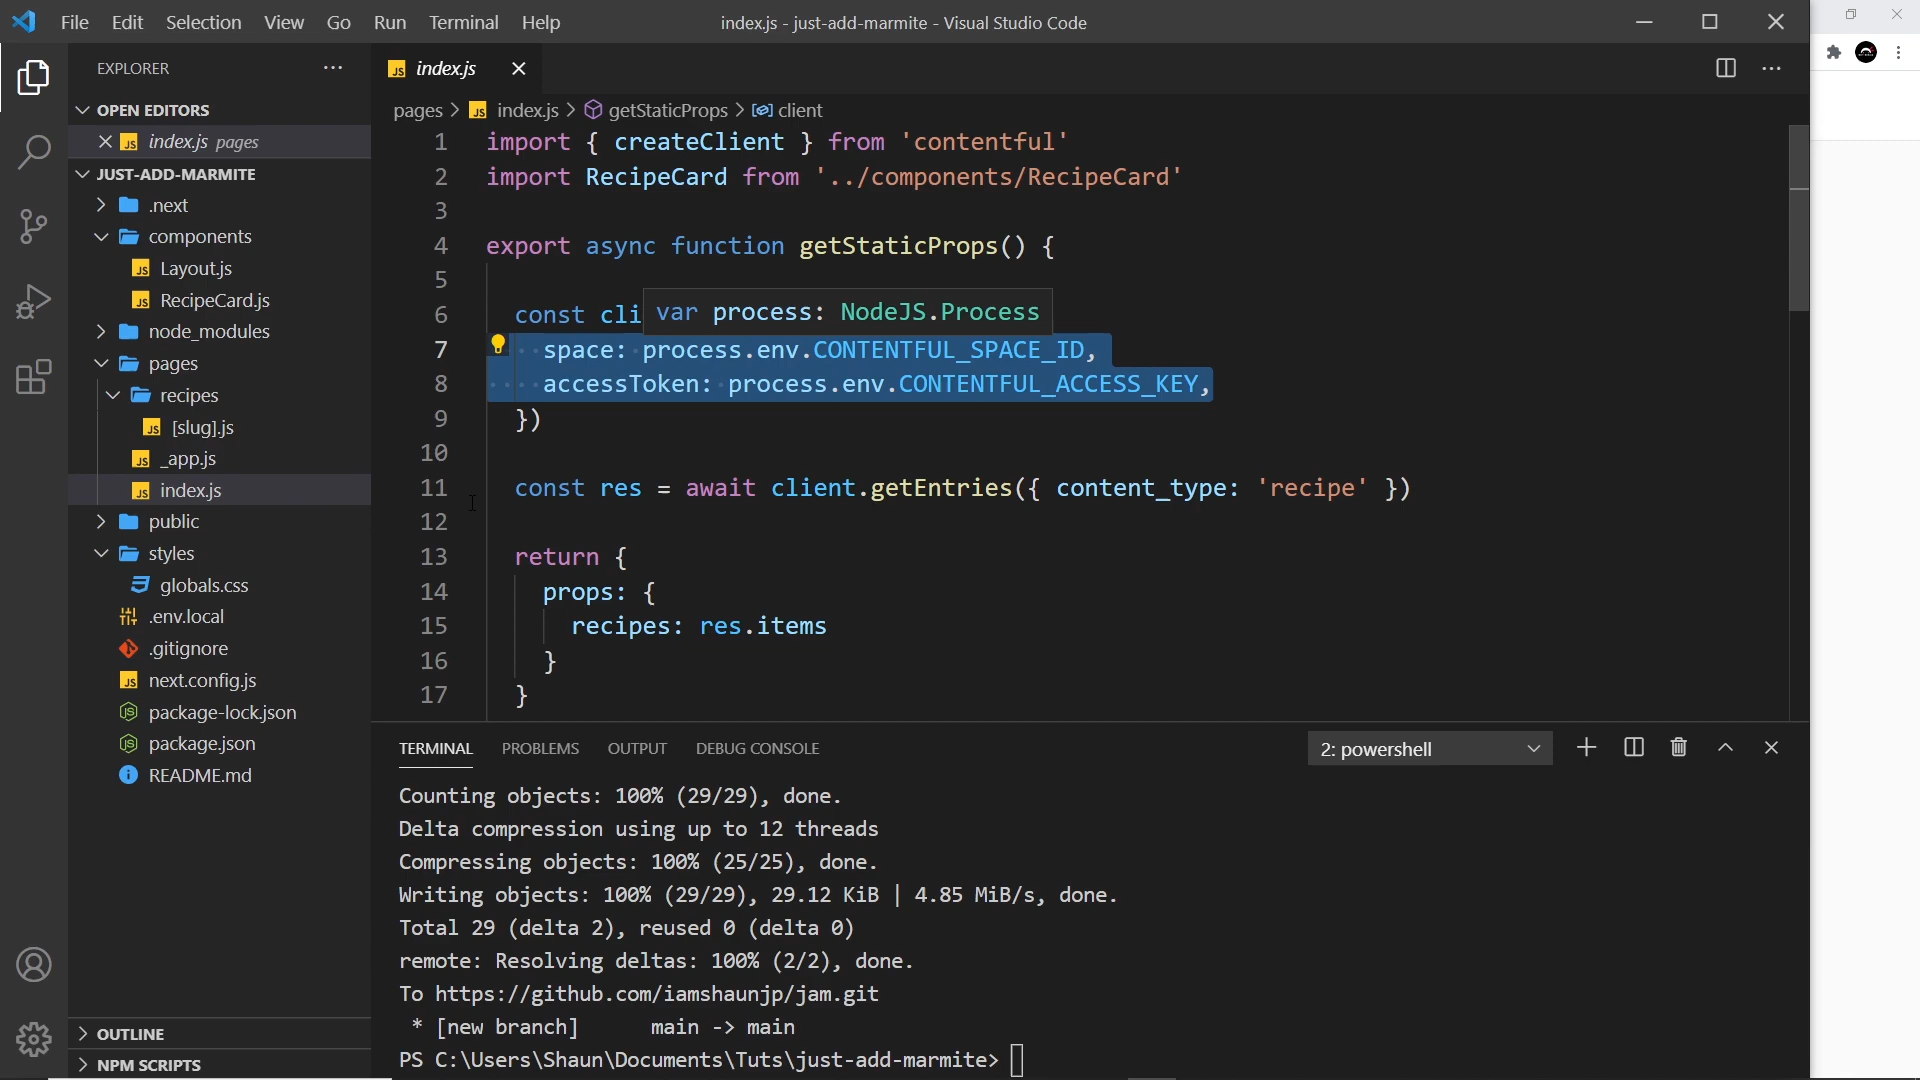 File Edit Selection View Go Run Terminal Help
index.js - just-add-marmite - Visual Studio Code
EXPLORER
OPEN EDITORS
index.js pages
JUST-ADD-MARMITE
.next
components
Layout.js
RecipeCard.js
node_modules
pages
recipes
[slug].js
_app.js
index.js
public
styles
globals.css
.env.local
.gitignore
next.config.js
package-lock.json
package.json
README.md
OUTLINE
NPM SCRIPTS
index.js
pages > index.js > getStaticProps > client
1 import { createClient } from 'contentful'
2 import RecipeCard from '../components/RecipeCard'
3
4 export async function getStaticProps() {
5
6 const cli
var process: NodeJS.Process
7 space: process.env.CONTENTFUL_SPACE_ID,
8 accessToken: process.env.CONTENTFUL_ACCESS_KEY,
9 })
10
11 const res = await client.getEntries({ content_type: 'recipe' })
12
13 return {
14 props: {
15 recipes: res.items
16 }
17 }
TERMINAL PROBLEMS OUTPUT DEBUG CONSOLE
2: powershell
Counting objects: 100% (29/29), done.
Delta compression using up to 12 threads
Compressing objects: 100% (25/25), done.
Writing objects: 100% (29/29), 29.12 KiB | 4.85 MiB/s, done.
Total 29 (delta 2), reused 0 (delta 0)
remote: Resolving deltas: 100% (2/2), done.
To https://github.com/iamshaunjp/jam.git
* [new branch] main -> main
PS C:\Users\Shaun\Documents\Tuts\just-add-marmite>